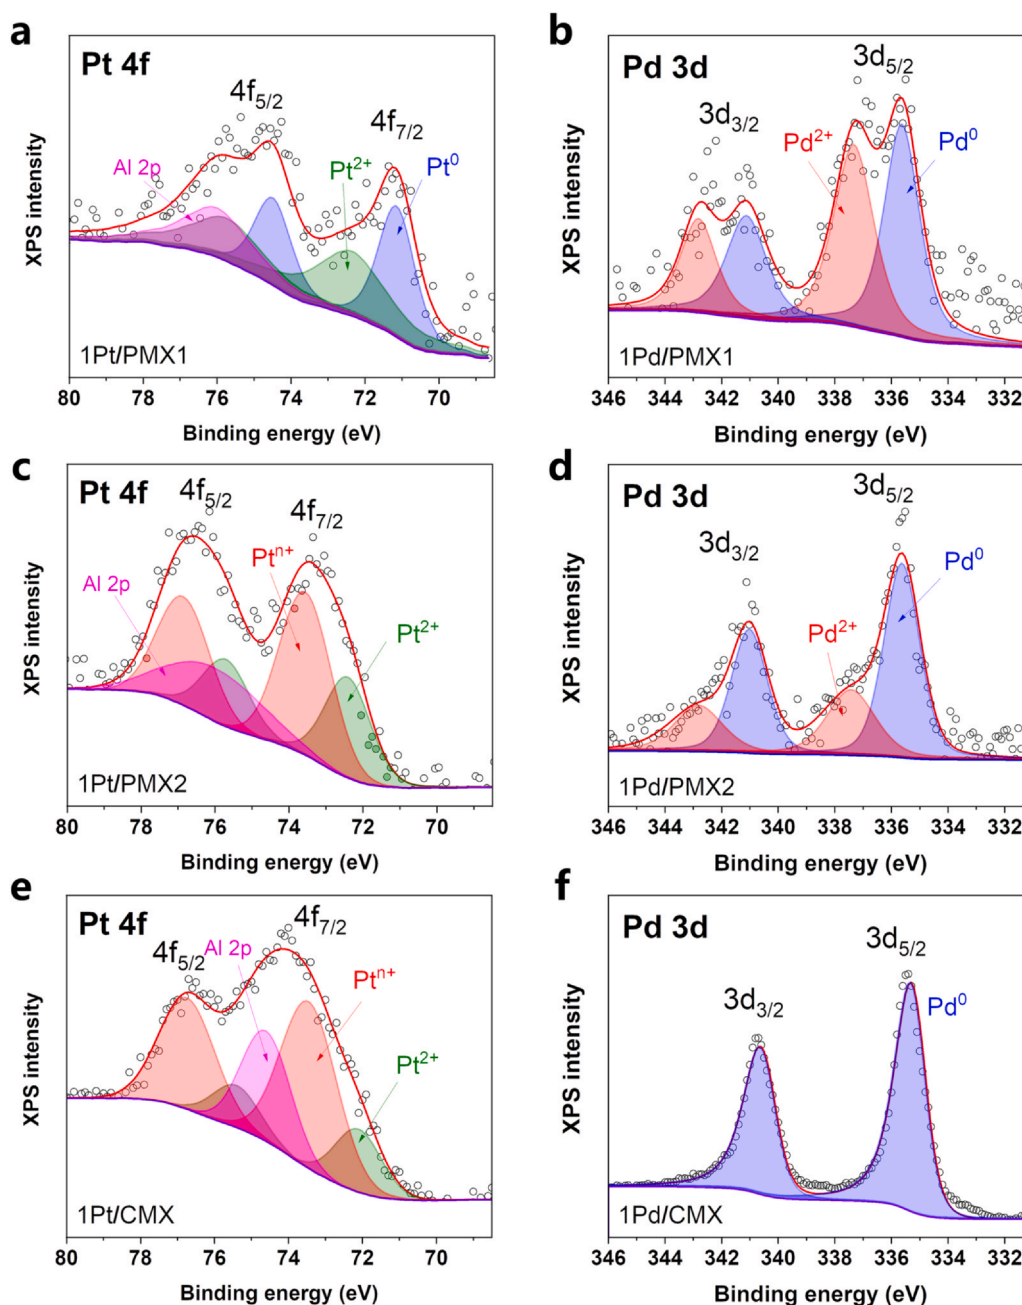 a
Pt 4f
4f5/2
4f7/2
Al 2p
Pt2+
Pt0
XPS intensity
1Pt/PMX1
80 78 76 74 72 70
Binding energy (eV)
b
Pd 3d
3d5/2
3d3/2
Pd2+
Pd0
XPS intensity
1Pd/PMX1
346 344 342 340 338 336 334 332
Binding energy (eV)
c
Pt 4f
4f5/2
4f7/2
Ptn+
Al 2p
Pt2+
XPS intensity
1Pt/PMX2
80 78 76 74 72 70
Binding energy (eV)
d
Pd 3d
3d5/2
3d3/2
Pd0
Pd2+
XPS intensity
1Pd/PMX2
346 344 342 340 338 336 334 332
Binding energy (eV)
e
Pt 4f
4f7/2
4f5/2
Al 2p
Ptn+
Pt2+
XPS intensity
1Pt/CMX
80 78 76 74 72 70
Binding energy (eV)
f
Pd 3d
3d5/2
3d3/2
Pd0
XPS intensity
1Pd/CMX
346 344 342 340 338 336 334 332
Binding energy (eV)